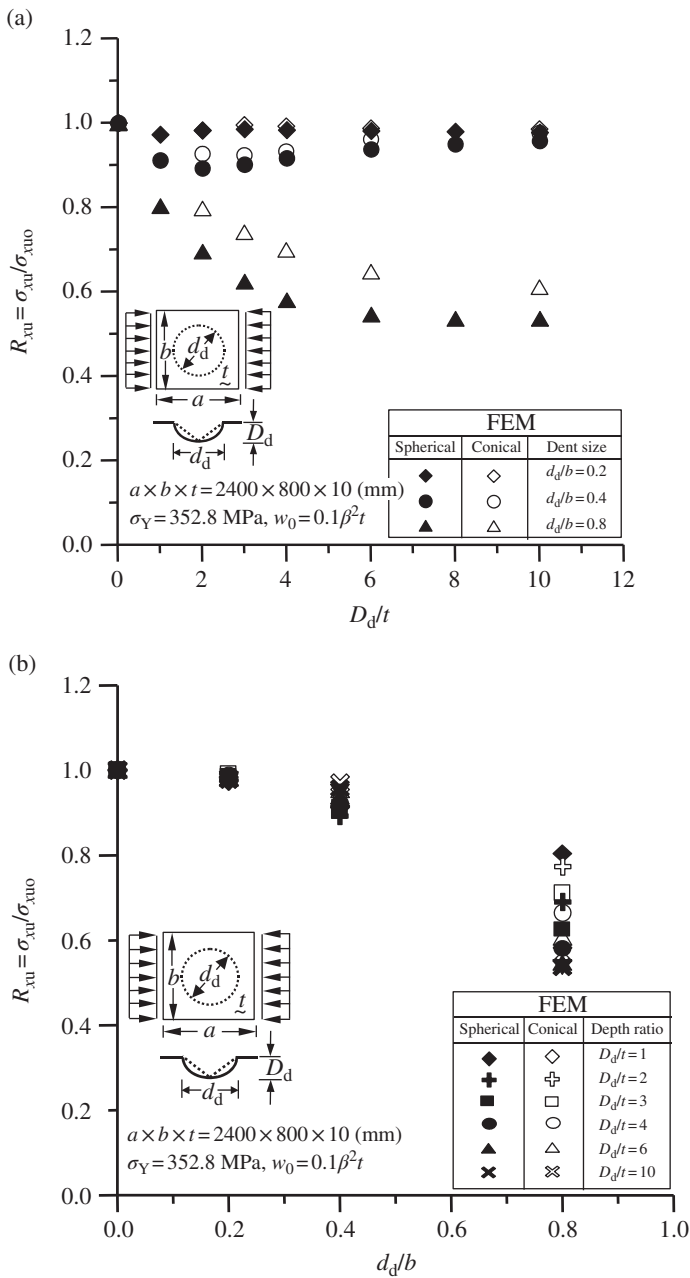 (a)
1.2
1.0
0.8
0.6
0.4
0.2
0.0
R_xu = σ_xu/σ_xuo
b
d_d
t
a
D_d
d_d
a × b × t = 2400 × 800 × 10 (mm)
σ_Y = 352.8 MPa, w_0 = 0.1β²t
FEM
Spherical Conical Dent size
d_d/b = 0.2
d_d/b = 0.4
d_d/b = 0.8
0 2 4 6 8 10 12
D_d/t
(b)
1.2
1.0
0.8
0.6
0.4
0.2
0.0
R_xu = σ_xu/σ_xuo
b
d_d
t
a
D_d
d_d
a × b × t = 2400 × 800 × 10 (mm)
σ_Y = 352.8 MPa, w_0 = 0.1β²t
FEM
Spherical Conical Depth ratio
D_d/t = 1
D_d/t = 2
D_d/t = 3
D_d/t = 4
D_d/t = 6
D_d/t = 10
0.0 0.2 0.4 0.6 0.8 1.0
d_d/b